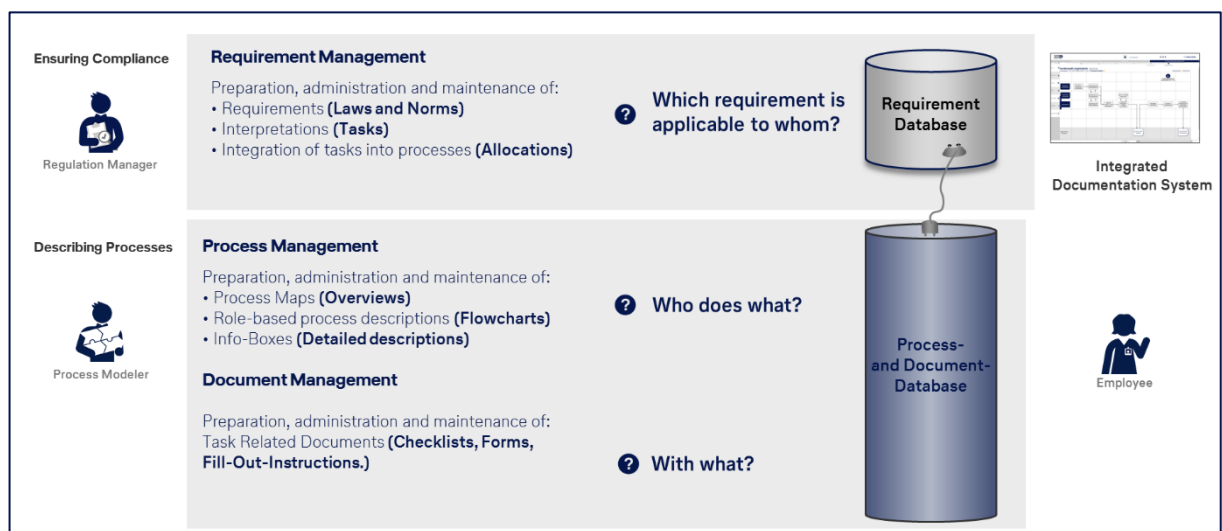 Ensuring Compliance
Regulation Manager
Requirement Management
Preparation, administration and maintenance of:
• Requirements (Laws and Norms)
• Interpretations (Tasks)
• Integration of tasks into processes (Allocations)
? Which requirement is
applicable to whom?
Requirement
Database
Integrated
Documentation System
Describing Processes
Process Modeler
Process Management
Preparation, administration and maintenance of:
• Process Maps (Overviews)
• Role-based process descriptions (Flowcharts)
• Info-Boxes (Detailed descriptions)
? Who does what?
Document Management
Preparation, administration and maintenance of:
Task Related Documents (Checklists, Forms,
Fill-Out-Instructions.)
? With what?
Process-
and Document-
Database
Employee